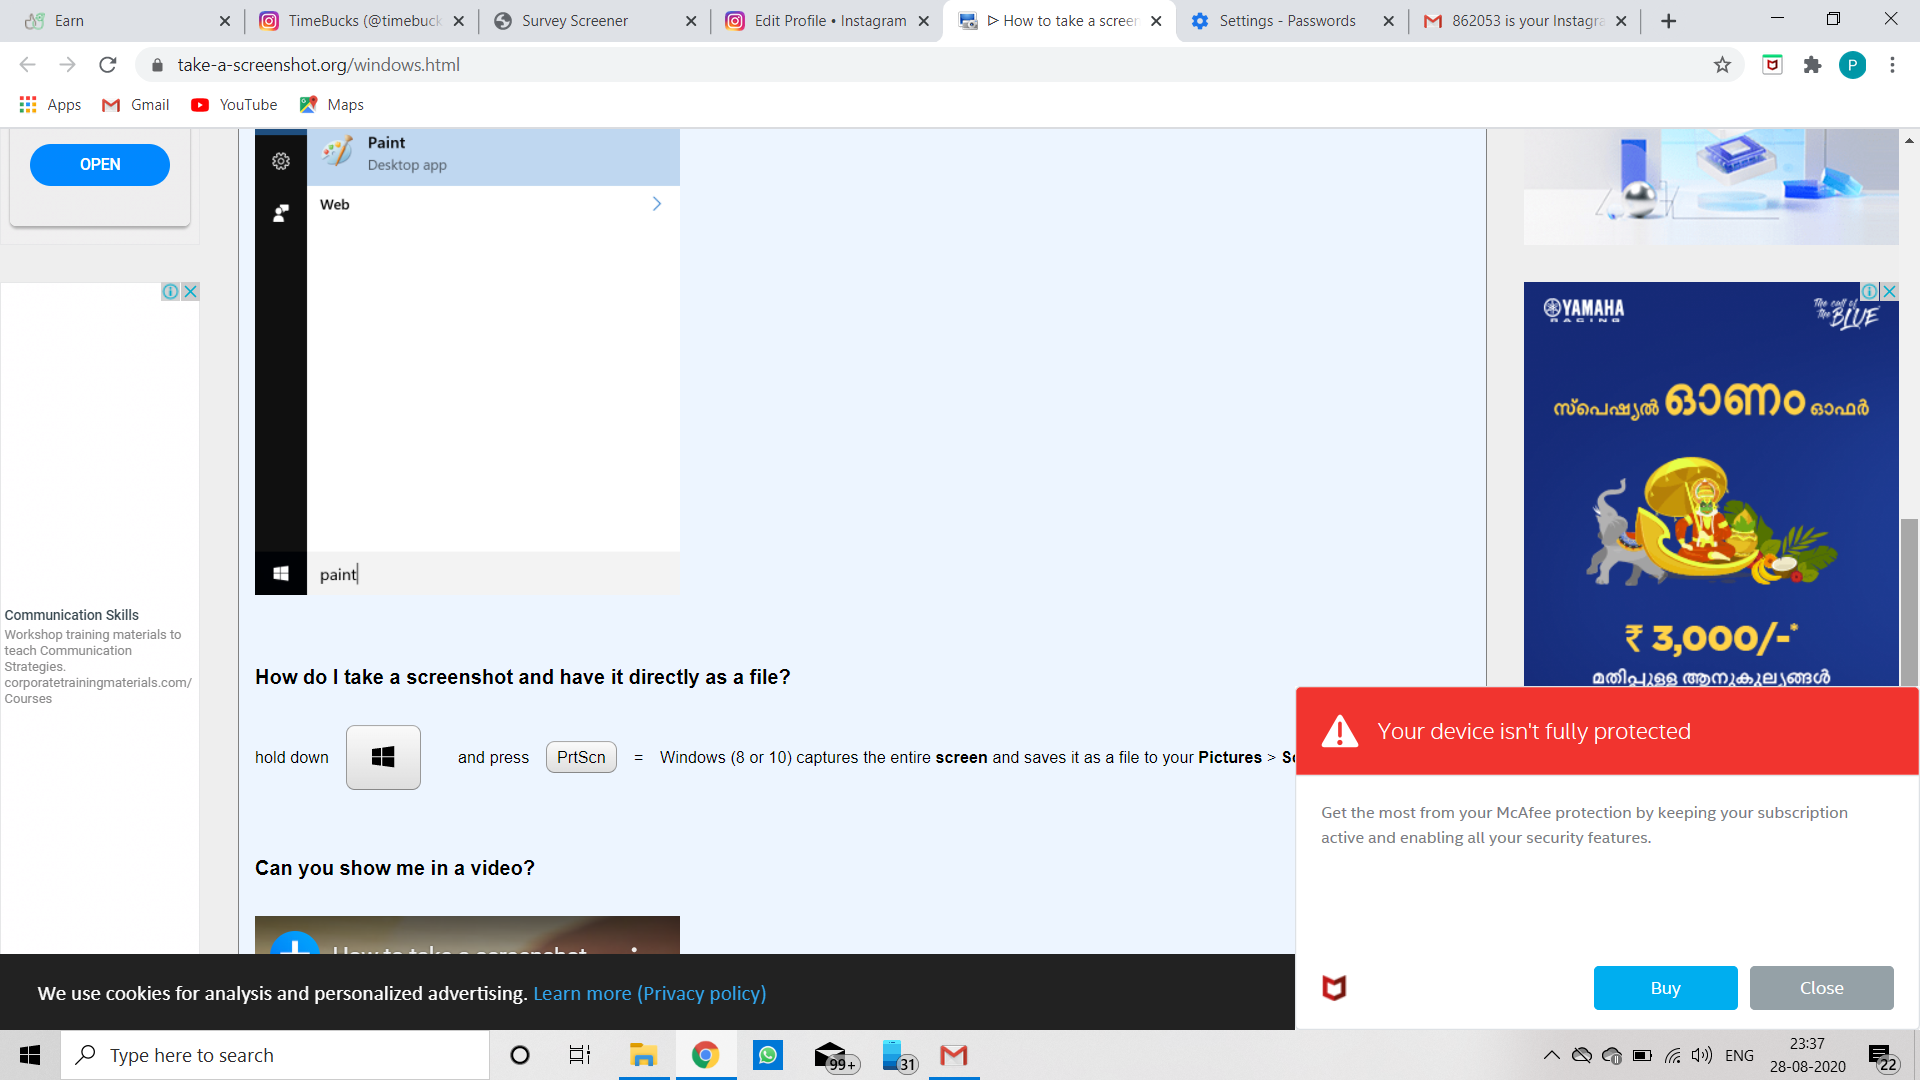 Earn
TimeBucks (@timebuck
Survey Screener
Edit Profile • Instagram
ᐅ How to take a screen
Settings - Passwords
862053 is your Instagra
take-a-screenshot.org/windows.html
P
Apps
Gmail
YouTube
Maps
OPEN
Paint
Desktop app
Web
paint
Communication Skills
Workshop training materials to
teach Communication
Strategies.
corporatetrainingmaterials.com/
Courses
How do I take a screenshot and have it directly as a file?
hold down and press PrtScn = Windows (8 or 10) captures the entire screen and saves it as a file to your Pictures >
Can you show me in a video?
How to take a screenshot
YAMAHA
RACING
The call of
the BLUE
സ്പെഷ്യൽ ഓണം ഓഫർ
₹ 3,000/-*
മതിപ്പുള്ള ആനുകൂല്യങ്ങൾ
Your device isn't fully protected
Get the most from your McAfee protection by keeping your subscription
active and enabling all your security features.
Buy
Close
We use cookies for analysis and personalized advertising. Learn more (Privacy policy)
Type here to search
99+
31
ENG
23:37
28-08-2020
22